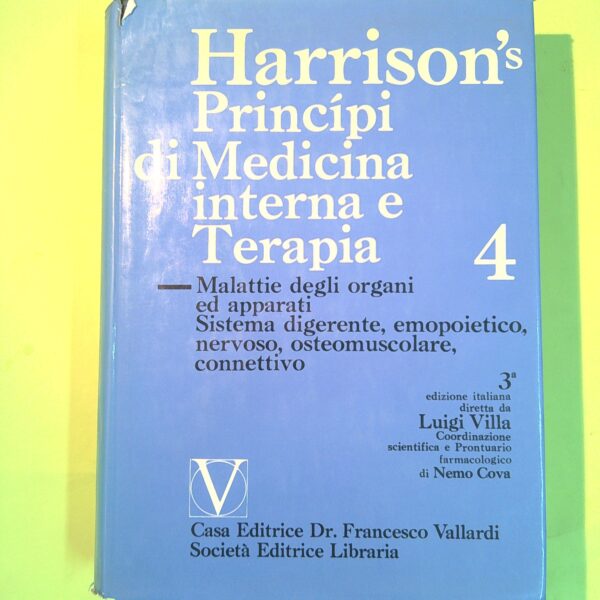 Harrison's
Princípi
di Medicina
interna e
Terapia 4
Malattie degli organi
ed apparati
Sistema digerente, emopoietico,
nervoso, osteomuscolare,
connettivo
3ª
edizione italiana
diretta da
Luigi Villa
Coordinazione
scientifica e Prontuario
farmacologico
di Nemo Cova
V
Casa Editrice Dr. Francesco Vallardi
Società Editrice Libraria